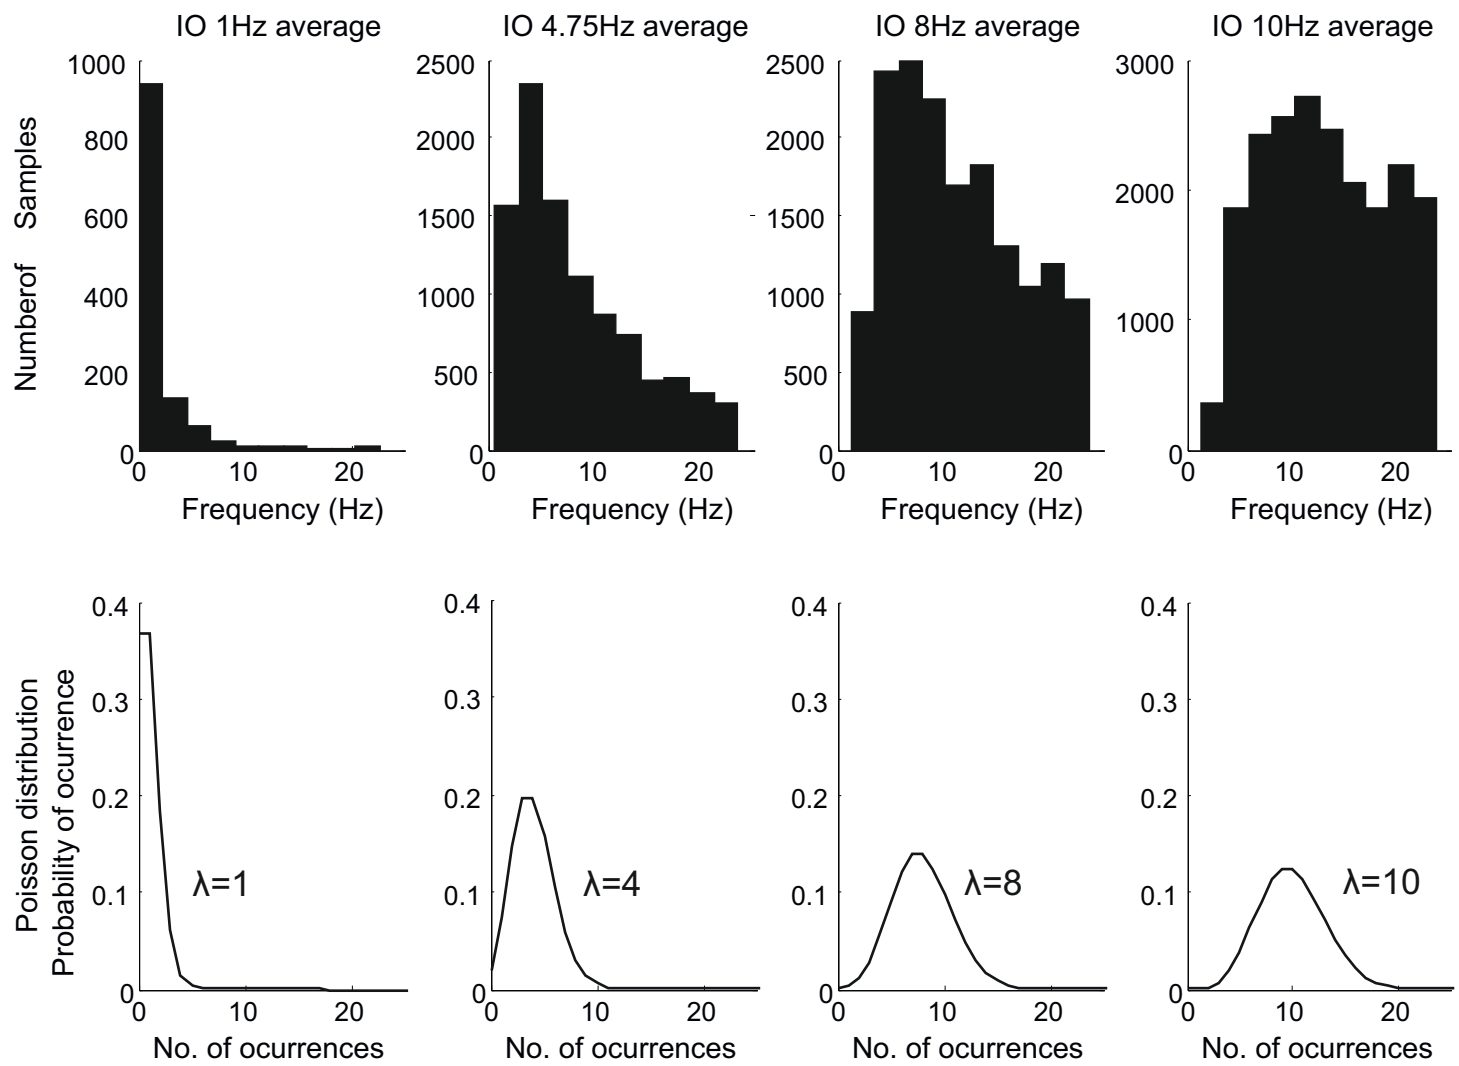 IO 1Hz average
IO 4.75Hz average
IO 8Hz average
IO 10Hz average
Numberof Samples
1000
800
600
400
200
0
0 10 20
Frequency (Hz)
2500
2000
1500
1000
500
0
0 10 20
Frequency (Hz)
2500
2000
1500
1000
500
0
0 10 20
Frequency (Hz)
3000
2000
1000
0
0 10 20
Frequency (Hz)
Poisson distribution
Probability of ocurrence
0.4
0.3
0.2
0.1
0
λ=1
0 10 20
No. of ocurrences
0.4
0.3
0.2
0.1
0
λ=4
0 10 20
No. of ocurrences
0.4
0.3
0.2
0.1
0
λ=8
0 10 20
No. of ocurrences
0.4
0.3
0.2
0.1
0
λ=10
0 10 20
No. of ocurrences